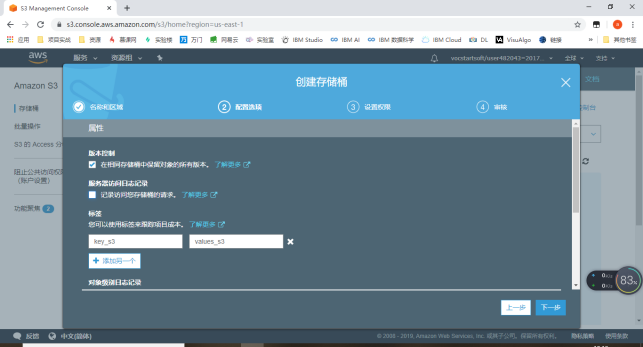 S3 Management Console
s3.console.aws.amazon.com/s3/home?region=us-east-1
应用 项目实战 资源 慕课网 实验楼 万门 网易云 实验室 IBM Studio IBM AI IBM 数据科学 IBM Cloud DL VisuAlgo 链接 » 其他书签
aws 服务 资源组 vocstartsoft/user482043=2017... 全球 支持
Amazon S3
存储桶
批量操作
S3 的 Access 分
阻止公共访问权限
(账户设置)
功能聚焦 2
文档
创建存储桶
名称和区域 2 配置选项 3 设置权限 4 审核
属性
版本控制
在相同存储桶中保留对象的所有版本。 了解更多
服务器访问日志记录
记录访问您存储桶的请求。 了解更多
标签
您可以使用标签来跟踪项目成本。 了解更多
key_s3 values_s3
添加另一个
对象级别日志记录
上一步 下一步
83%
反馈 中文(简体) © 2008 - 2019, Amazon Web Services, Inc. 或其子公司。保留所有权利。 隐私策略 使用条款